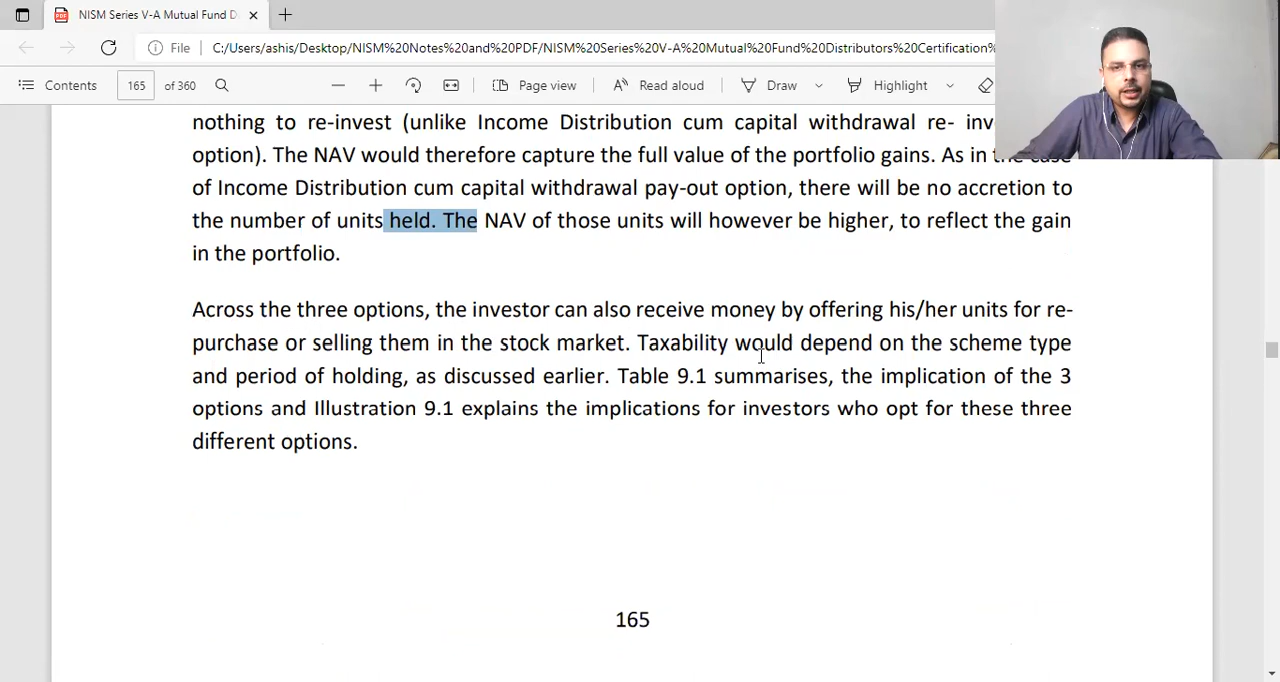 NISM Series V-A Mutual Fund D
File
C:/Users/ashis/Desktop/NISM%20Notes%20and%20PDF/NISM%20Series%20V-A%20Mutual%20Fund%20Distributors%20Certification%
Contents
165
of 360
Page view
Read aloud
Draw
Highlight
nothing to re-invest (unlike Income Distribution cum capital withdrawal re- inv
option). The NAV would therefore capture the full value of the portfolio gains. As in the case
of Income Distribution cum capital withdrawal pay-out option, there will be no accretion to
the number of units held. The NAV of those units will however be higher, to reflect the gain
in the portfolio.
Across the three options, the investor can also receive money by offering his/her units for re-
purchase or selling them in the stock market. Taxability would depend on the scheme type
and period of holding, as discussed earlier. Table 9.1 summarises, the implication of the 3
options and Illustration 9.1 explains the implications for investors who opt for these three
different options.
165